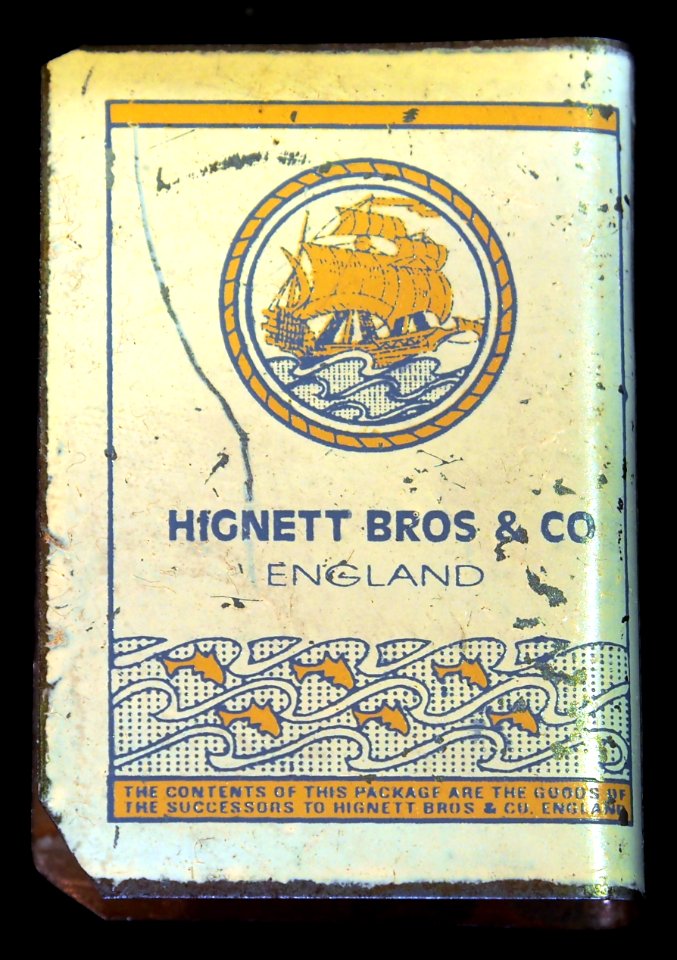 HIGNETT BROS & CO
ENGLAND
THE CONTENTS OF THIS PACKAGE ARE THE GOODS OF
THE SUCCESSORS TO HIGNETT BROS & CO. ENGLAND